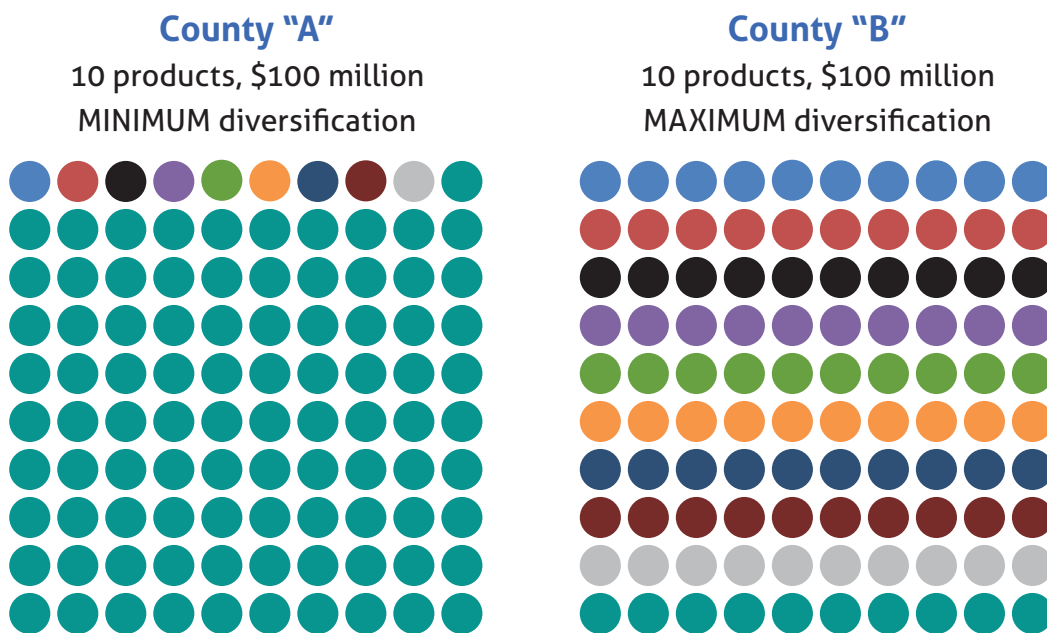 County “A”
10 products, $100 million
MINIMUM diversification
County “B”
10 products, $100 million
MAXIMUM diversification